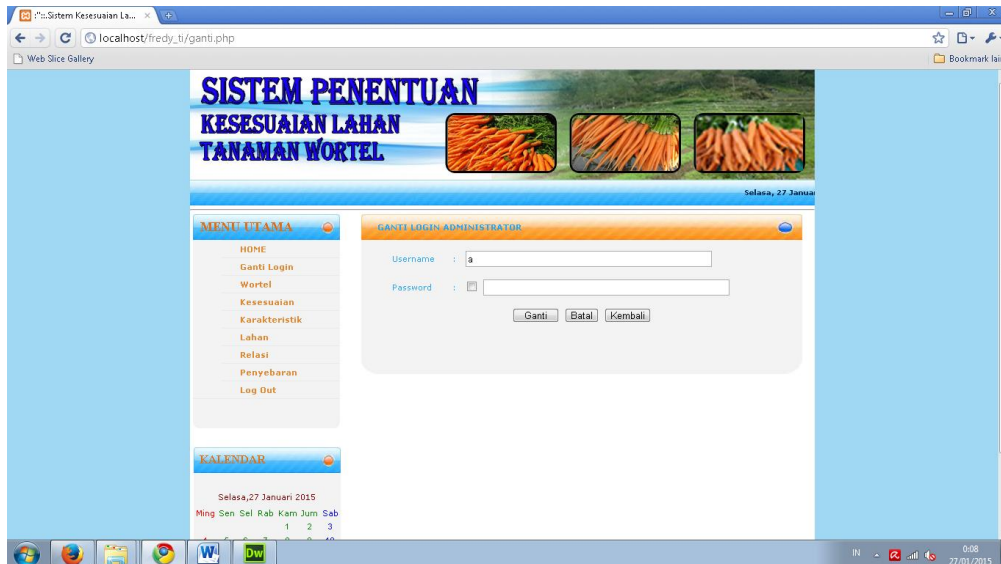 :"::.Sistem Kesesuaian La...
localhost/fredy_ti/ganti.php
Web Slice Gallery
Bookmark lai
SISTEM PENENTUAN
KESESUAIAN LAHAN
TANAMAN WORTEL
Selasa, 27 Janua
MENU UTAMA
HOME
Ganti Login
Wortel
Kesesuaian
Karakteristik
Lahan
Relasi
Penyebaran
Log Out
GANTI LOGIN ADMINISTRATOR
Username : a
Password :
Ganti Batal Kembali
KALENDAR
Selasa,27 Januari 2015
Ming Sen Sel Rab Kam Jum Sab
1 2 3
W
Dw
IN
0:08
27/01/2015